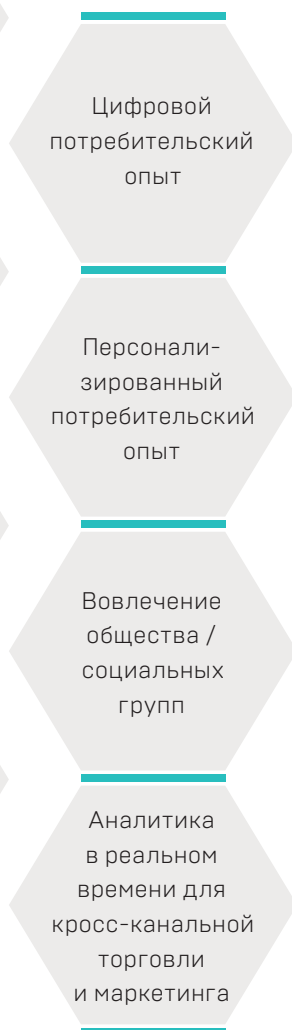 Цифровой
потребительский
опыт
Персонали-
зированный
потребительский
опыт
Вовлечение
общества /
социальных
групп
Аналитика
в реальном
времени для
кросс-канальной
торговли
и маркетинга